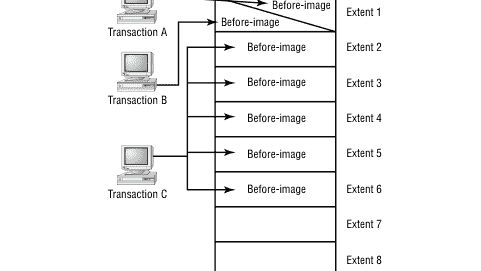 Before-image
Extent 1
Before-image
Transaction A
Before-image
Extent 2
Before-image
Extent 3
Transaction B
Before-image
Extent 4
Before-image
Extent 5
Before-image
Extent 6
Transaction C
Extent 7
Extent 8